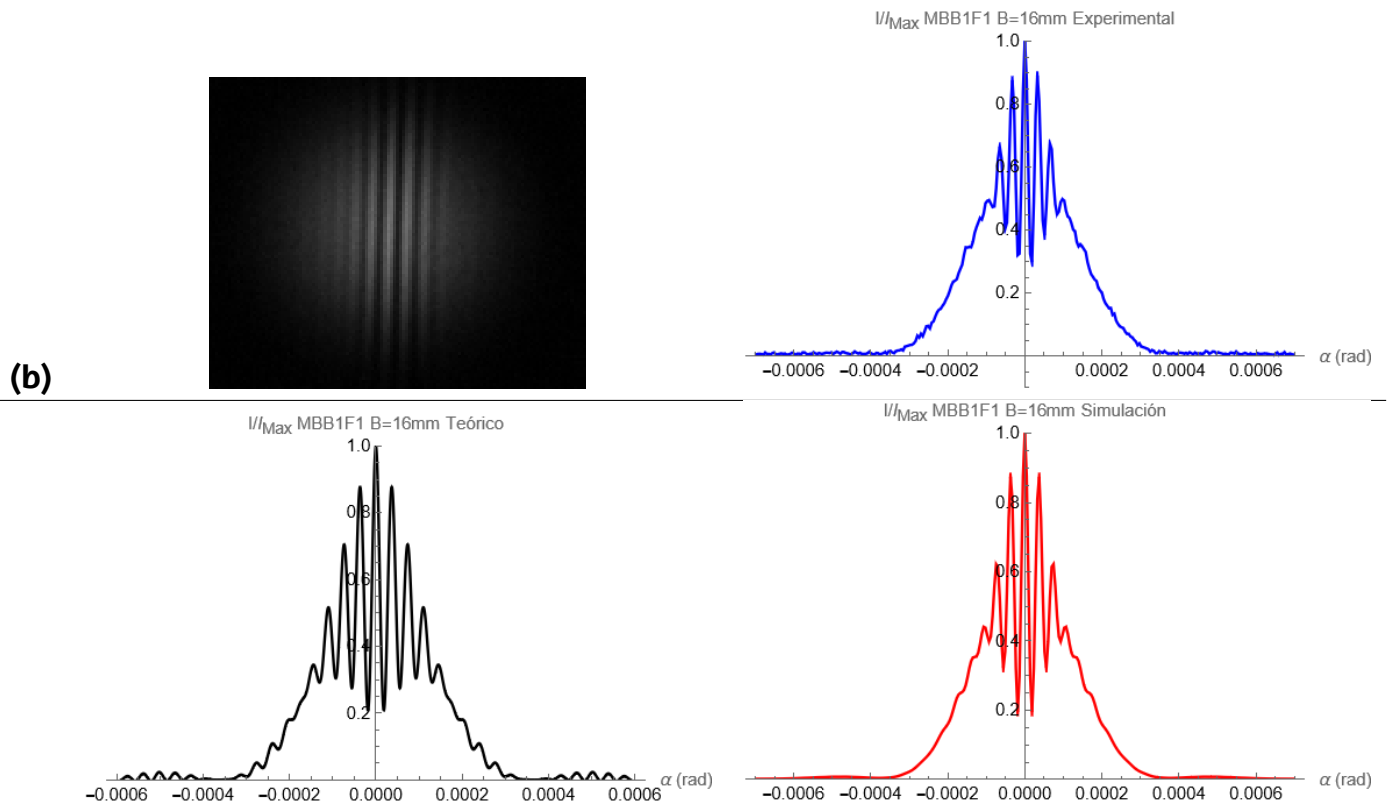 I/I_Max MBB1F1 B=16mm Experimental
1.0
0.8
0.6
0.4
0.2
−0.0006 −0.0004 −0.0002 0.0002 0.0004 0.0006
α (rad)
(b)
I/I_Max MBB1F1 B=16mm Teórico
1.0
0.8
0.6
0.4
0.2
−0.0006 −0.0004 −0.0002 0.0000 0.0002 0.0004 0.0006
α (rad)
I/I_Max MBB1F1 B=16mm Simulación
1.0
0.8
0.6
0.4
0.2
−0.0006 −0.0004 −0.0002 0.0000 0.0002 0.0004 0.0006
α (rad)